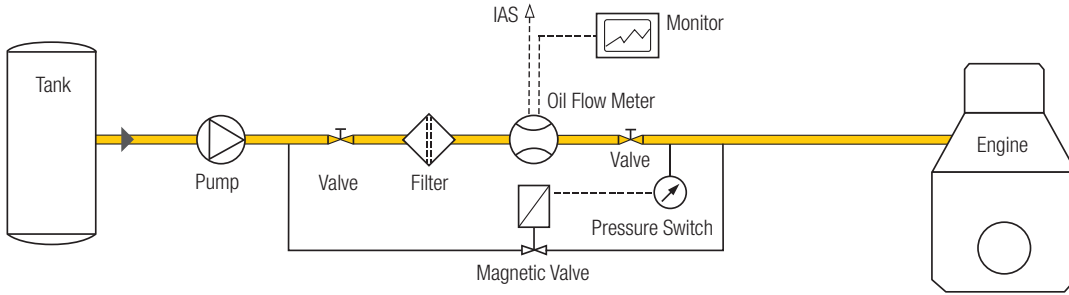 IAS
Monitor
Tank
Oil Flow Meter
Engine
Pump
Valve
Filter
Valve
Pressure Switch
Magnetic Valve